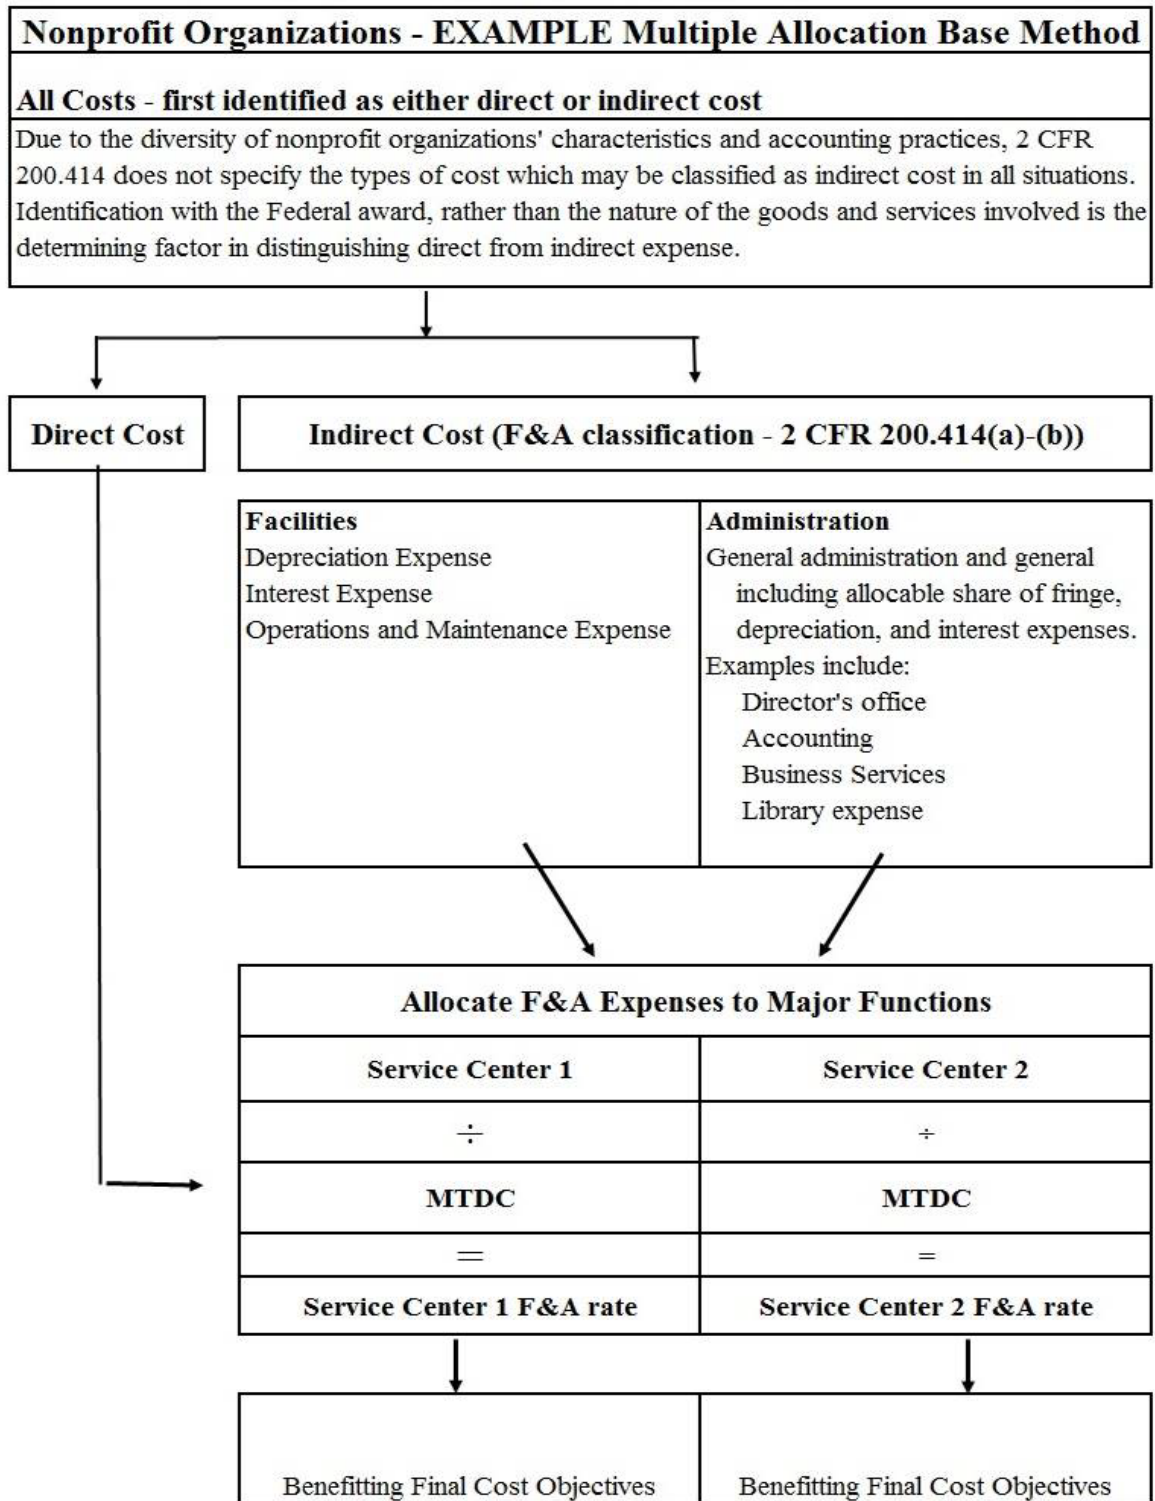 Nonprofit Organizations - EXAMPLE Multiple Allocation Base Method
All Costs - first identified as either direct or indirect cost
Due to the diversity of nonprofit organizations' characteristics and accounting practices, 2 CFR
200.414 does not specify the types of cost which may be classified as indirect cost in all situations.
Identification with the Federal award, rather than the nature of the goods and services involved is the
determining factor in distinguishing direct from indirect expense.
Direct Cost
Indirect Cost (F&A classification - 2 CFR 200.414(a)-(b))
Facilities
Depreciation Expense
Interest Expense
Operations and Maintenance Expense
Administration
General administration and general
including allocable share of fringe,
depreciation, and interest expenses.
Examples include:
Director's office
Accounting
Business Services
Library expense
Allocate F&A Expenses to Major Functions
Service Center 1
Service Center 2
÷
÷
MTDC
MTDC
=
=
Service Center 1 F&A rate
Service Center 2 F&A rate
Benefitting Final Cost Objectives
Benefitting Final Cost Objectives